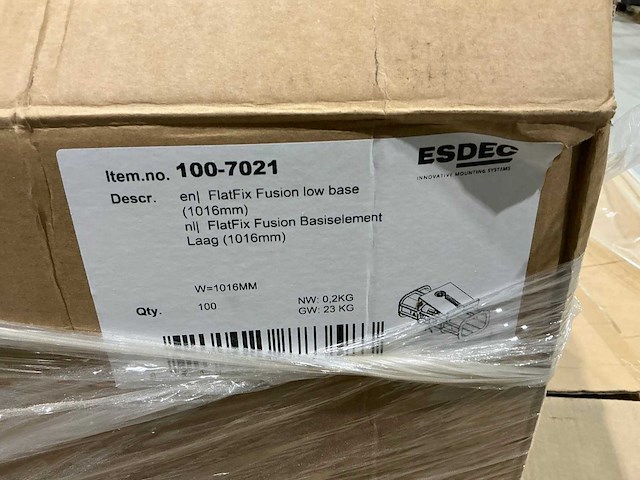 Item.no. 100-7021
ESDEC
INNOVATIVE MOUNTING SYSTEMS
Descr. en| FlatFix Fusion low base
(1016mm)
nl| FlatFix Fusion Basiselement
Laag (1016mm)
W=1016MM
Qty. 100 NW: 0,2KG
GW: 23 KG